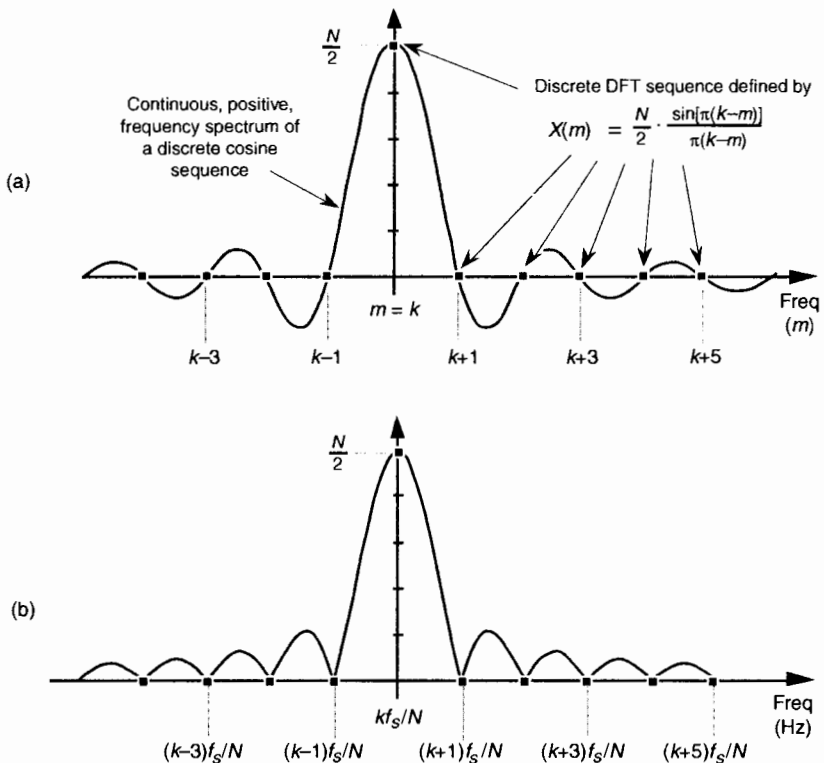 N/2
Continuous, positive,
frequency spectrum of
a discrete cosine
sequence
Discrete DFT sequence defined by
X(m) = N/2 · sin[π(k–m)]/π(k–m)
(a)
m = k
Freq
(m)
k–3 k–1 k+1 k+3 k+5
N/2
(b)
kfs/N
Freq
(Hz)
(k–3)fs/N (k–1)fs/N (k+1)fs/N (k+3)fs/N (k+5)fs/N